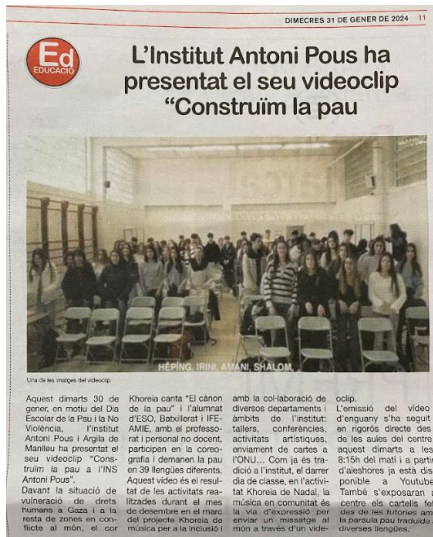 DIMECRES 31 DE GENER DE 2024 11
Ed
EDUCACIÓ
L’Institut Antoni Pous ha
presentat el seu videoclip
“Construïm la pau
HEPING, IRINI, AMANI, SHALOM,
Una de les imatges del videoclip
Aquest dimarts 30 de
gener, en motiu del Dia
Escolar de la Pau i la No
Violència, l’institut
Antoni Pous i Argila de
Manlleu ha presentat el
seu videoclip “Cons-
truïm la pau a l’INS
Antoni Pous”.
Davant la situació de
vulneració de drets
humans a Gaza i a la
resta de zones en con-
flicte al món, el cor
Khoreia canta “El cànon
de la pau” i l’alumnat
d’ESO, Batxillerat i IFE-
AMIE, amb el professo-
rat i personal no docent,
participen en la coreo-
grafia i demanen la pau
en 39 llengües diferents.
Aquest vídeo és el resul-
tat de les activitats rea-
litzades durant el mes
de desembre en el marc
del projecte Khoreia de
música per a la inclusió i
amb la col·laboració de
diversos departaments i
àmbits de l’institut:
tallers, conferències,
activitats artístiques,
enviament de cartes a
l’ONU... Com ja és tra-
dició a l’institut, el darrer
dia de classe, en l’activi-
tat Khoreia de Nadal, la
música en comunitat és
la via d’expressió per
enviar un missatge al
món a través d’un vide-
oclip.
L’emissió del vídeo
d’enguany s’ha seguit
en rigorós directe des
de les aules del centre
aquest dimarts a les
8:15h del matí i a partir
d’aleshores ja està dis-
ponible a Youtube.
També s’exposaran
centre els cartells fe
des de les tutories am
la paraula pau traduïda
diverses llengües.